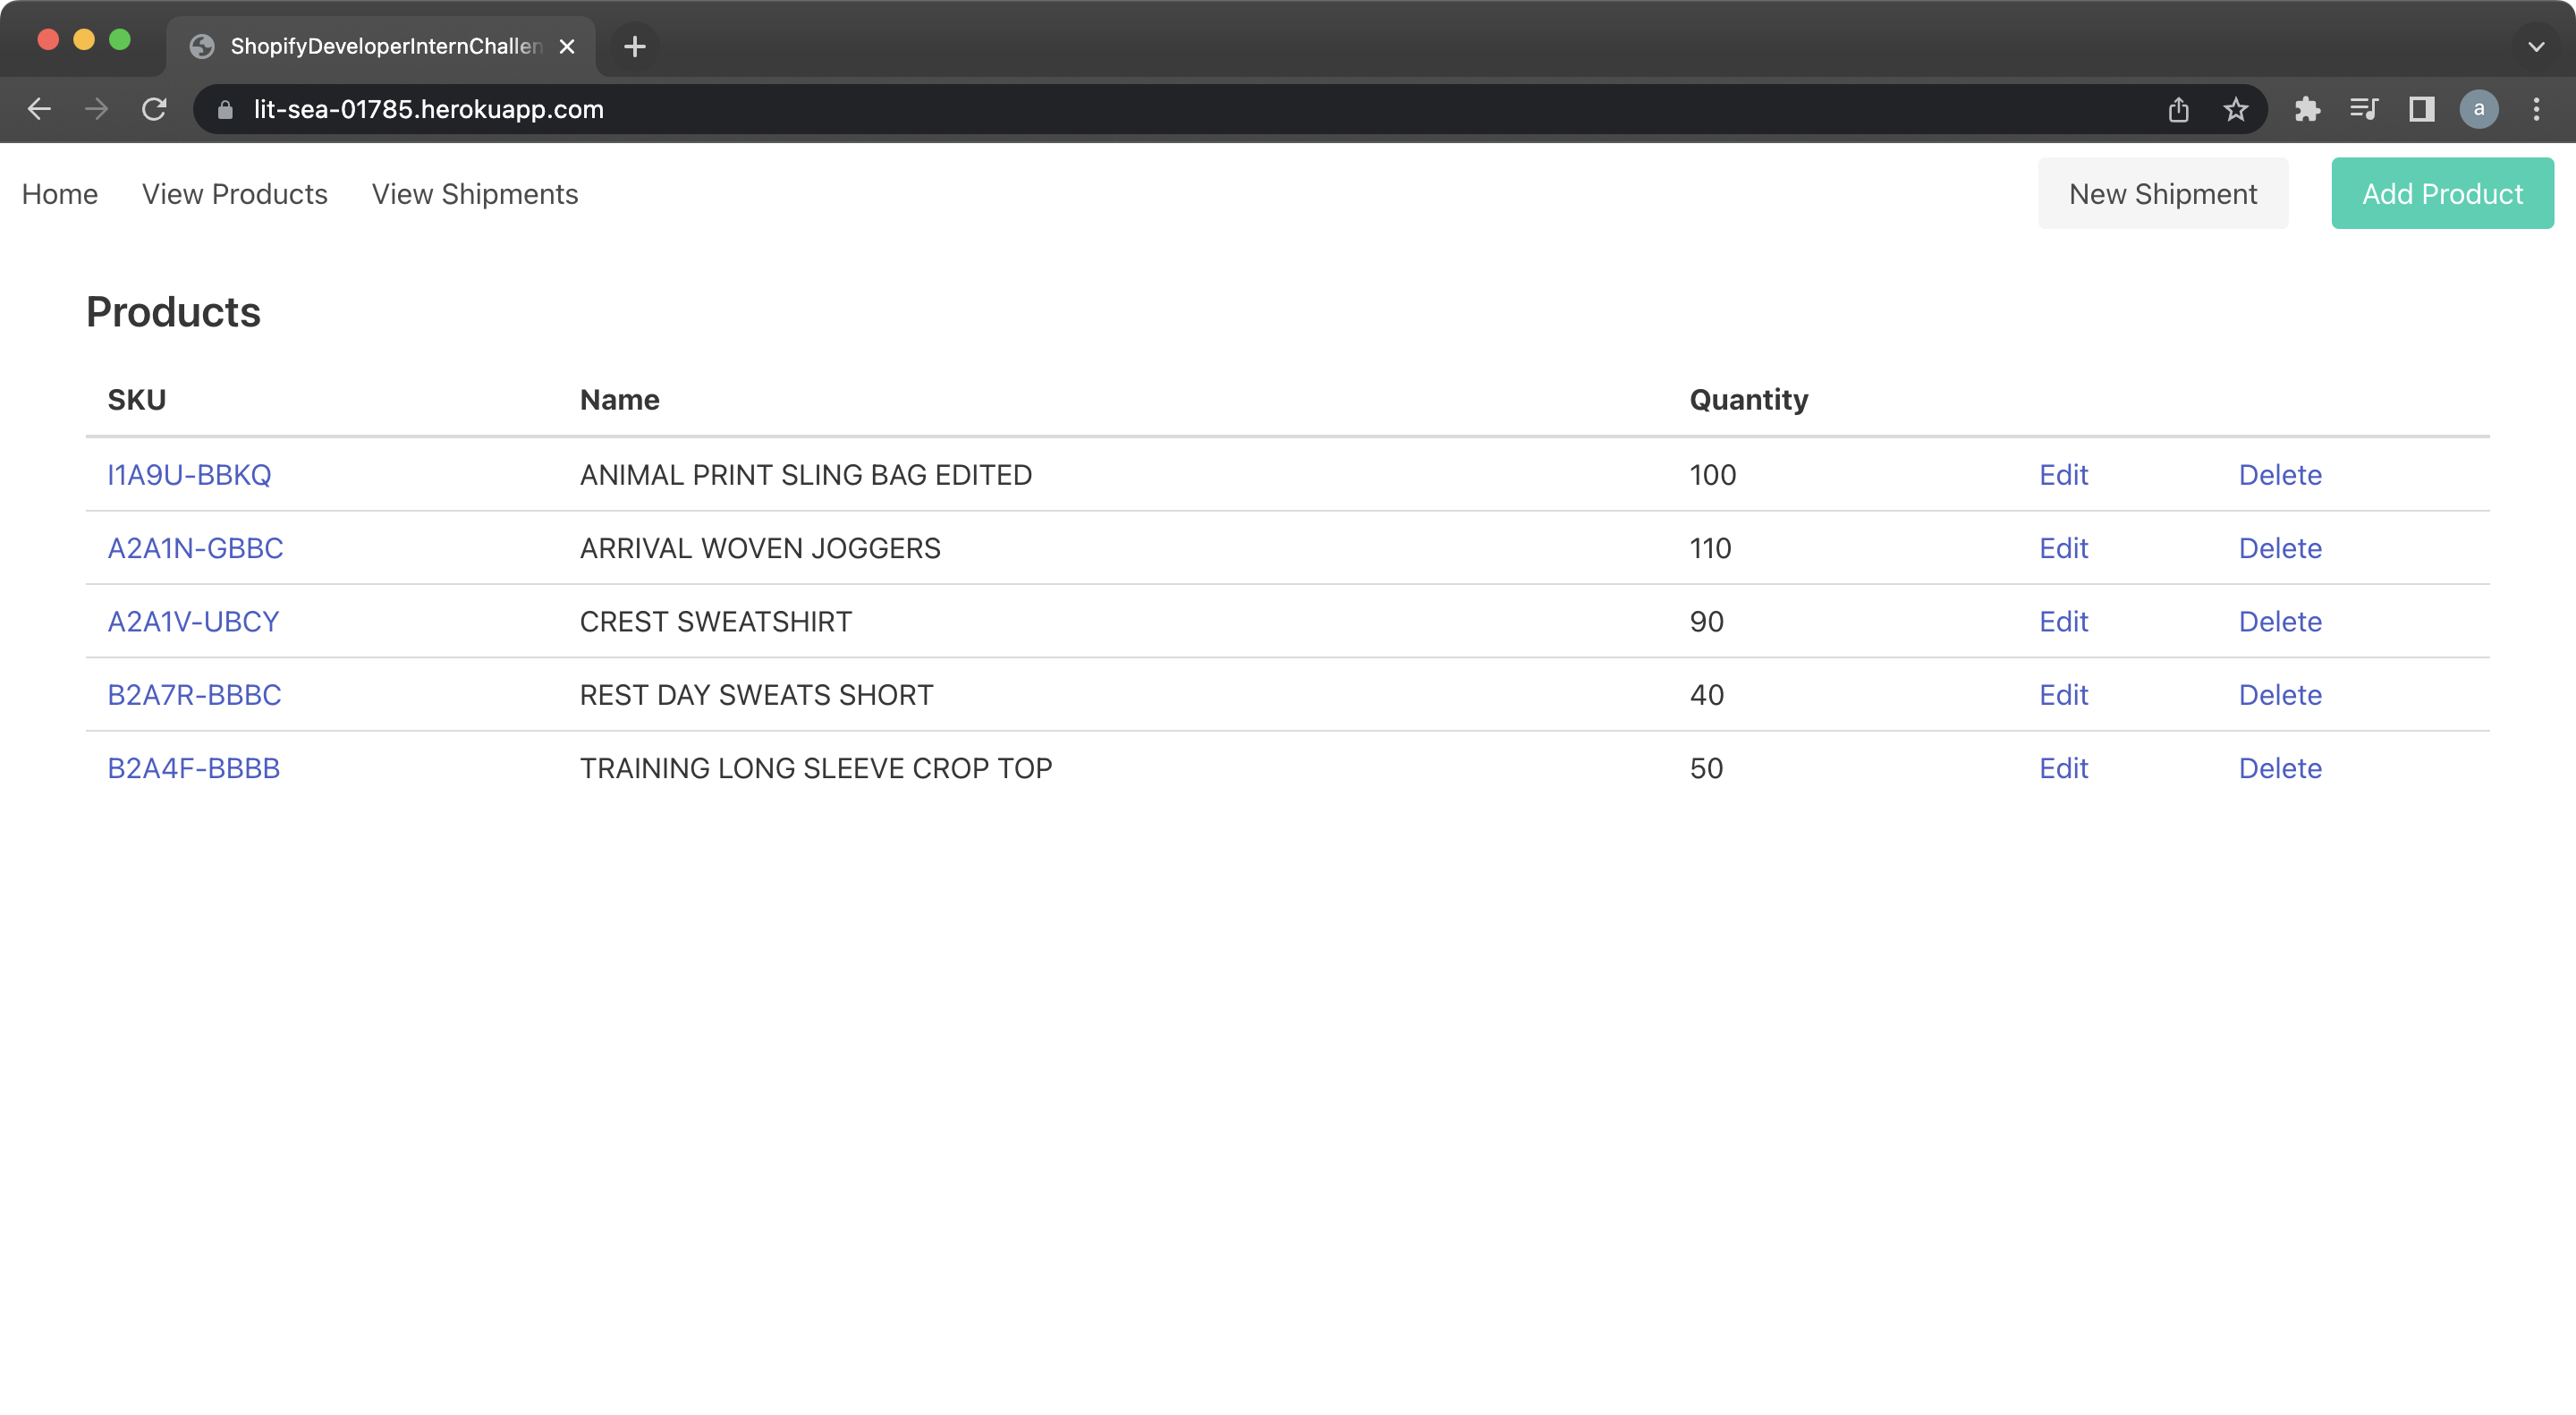 ShopifyDeveloperInternChallen
lit-sea-01785.herokuapp.com
a
Home View Products View Shipments New Shipment Add Product
Products
SKU Name Quantity
I1A9U-BBKQ ANIMAL PRINT SLING BAG EDITED 100 Edit Delete
A2A1N-GBBC ARRIVAL WOVEN JOGGERS 110 Edit Delete
A2A1V-UBCY CREST SWEATSHIRT 90 Edit Delete
B2A7R-BBBC REST DAY SWEATS SHORT 40 Edit Delete
B2A4F-BBBB TRAINING LONG SLEEVE CROP TOP 50 Edit Delete